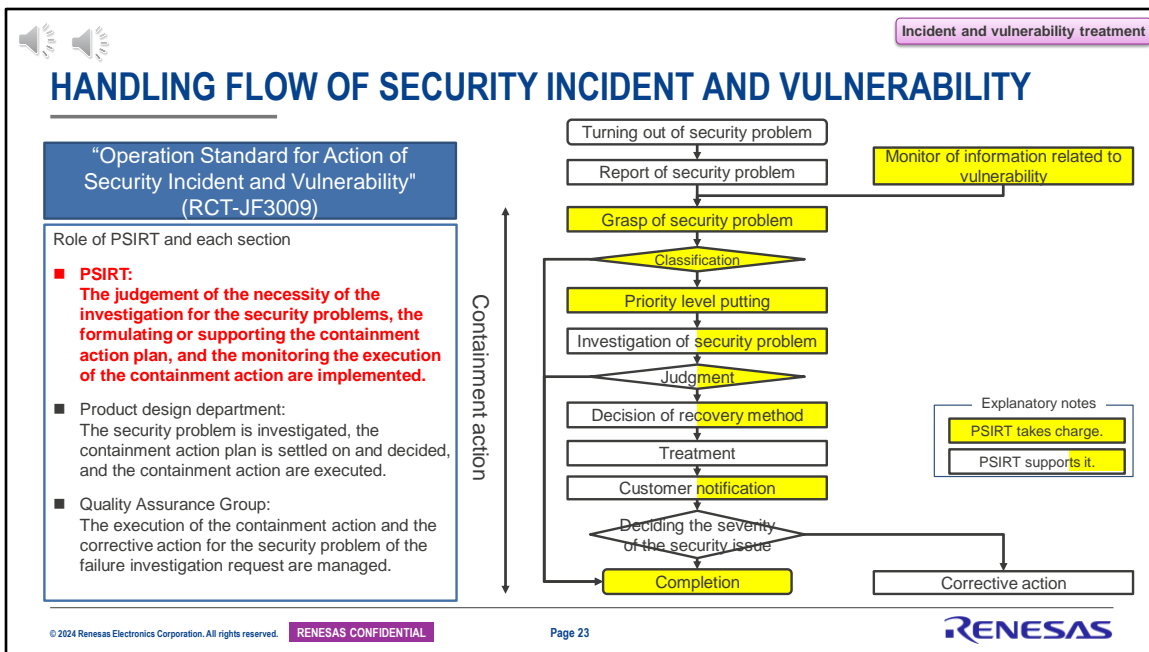 Incident and vulnerability treatment
HANDLING FLOW OF SECURITY INCIDENT AND VULNERABILITY
“Operation Standard for Action of
Security Incident and Vulnerability"
(RCT-JF3009)
Role of PSIRT and each section
PSIRT:
The judgement of the necessity of the
investigation for the security problems, the
formulating or supporting the containment
action plan, and the monitoring the execution
of the containment action are implemented.
Product design department:
The security problem is investigated, the
containment action plan is settled on and decided,
and the containment action are executed.
Quality Assurance Group:
The execution of the containment action and the
corrective action for the security problem of the
failure investigation request are managed.
Containment action
Turning out of security problem
Report of security problem
Monitor of information related to
vulnerability
Grasp of security problem
Classification
Priority level putting
Investigation of security problem
Judgment
Decision of recovery method
Treatment
Customer notification
Deciding the severity
of the security issue
Completion
Corrective action
Explanatory notes
PSIRT takes charge.
PSIRT supports it.
© 2024 Renesas Electronics Corporation. All rights reserved.
RENESAS CONFIDENTIAL
Page 23
RENESAS